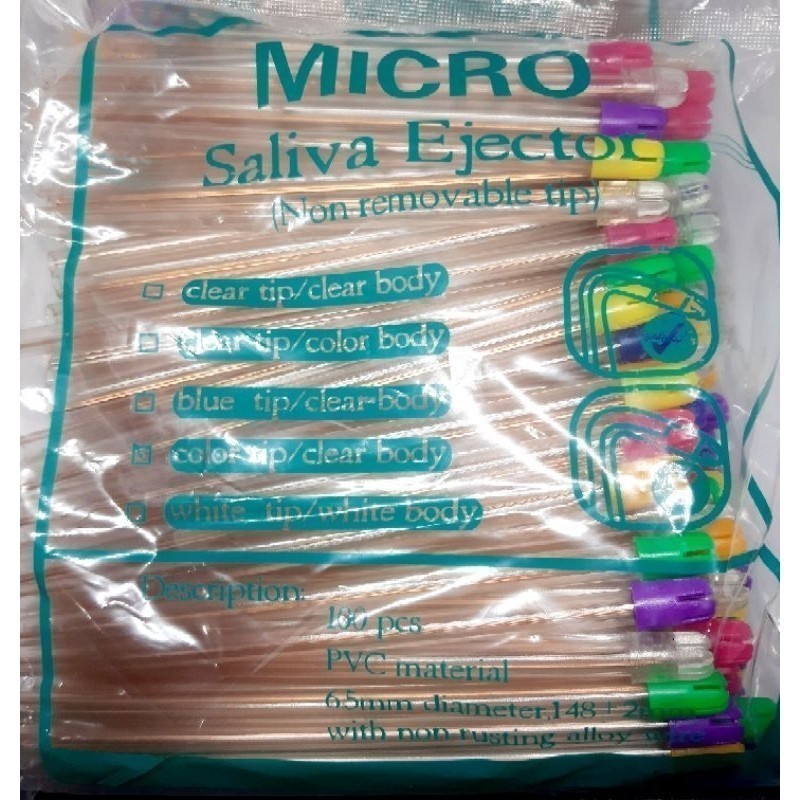 MICRO
Saliva Ejector
(Non removable tip)
clear tip/clear body
clear tip/color body
blue tip/clear-body
color tip/clear body
white tip/white body
Description:
100 pcs
PVC material
6.5mm diameter,148±2mm
with non rusting alloy wire